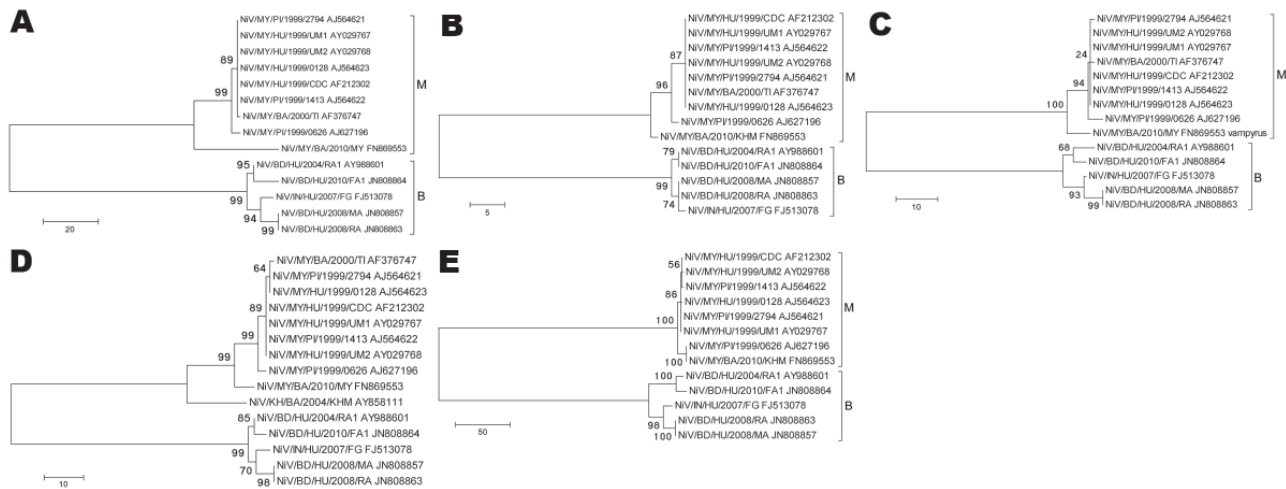 A
NiV/MY/PI/1999/2794 AJ564621
NiV/MY/HU/1999/UM1 AY029767
NiV/MY/HU/1999/UM2 AY029768
89
NiV/MY/HU/1999/0128 AJ564623
NiV/MY/HU/1999/CDC AF212302
99
NiV/MY/PI/1999/1413 AJ564622
NiV/MY/BA/2000/TI AF376747
NiV/MY/PI/1999/0626 AJ627196
NiV/MY/BA/2010/MY FN869553
M
95
NiV/BD/HU/2004/RA1 AY988601
NiV/BD/HU/2010/FA1 JN808864
99
NiV/IN/HU/2007/FG FJ513078
94
NiV/BD/HU/2008/MA JN808857
99
NiV/BD/HU/2008/RA JN808863
B
20
B
NiV/MY/HU/1999/CDC AF212302
NiV/MY/HU/1999/UM1 AY029767
87
NiV/MY/PI/1999/1413 AJ564622
NiV/MY/HU/1999/UM2 AY029768
96
NiV/MY/PI/1999/2794 AJ564621
NiV/MY/BA/2000/TI AF376747
NiV/MY/HU/1999/0128 AJ564623
NiV/MY/PI/1999/0626 AJ627196
NiV/MY/BA/2010/KHM FN869553
M
79
NiV/BD/HU/2004/RA1 AY988601
NiV/BD/HU/2010/FA1 JN808864
99
NiV/BD/HU/2008/MA JN808857
NiV/BD/HU/2008/RA JN808863
74
NiV/IN/HU/2007/FG FJ513078
B
5
C
NiV/MY/PI/1999/2794 AJ564621
NiV/MY/HU/1999/UM2 AY029768
NiV/MY/HU/1999/UM1 AY029767
24
NiV/MY/BA/2000/TI AF376747
NiV/MY/HU/1999/CDC AF212302
94
NiV/MY/PI/1999/1413 AJ564622
100
NiV/MY/HU/1999/0128 AJ564623
NiV/MY/PI/1999/0626 AJ627196
NiV/MY/BA/2010/MY FN869553 vampyrus
M
68
NiV/BD/HU/2004/RA1 AY988601
NiV/BD/HU/2010/FA1 JN808864
NiV/IN/HU/2007/FG FJ513078
93
NiV/BD/HU/2008/MA JN808857
99
NiV/BD/HU/2008/RA JN808863
B
10
D
NiV/MY/BA/2000/TI AF376747
64
NiV/MY/PI/1999/2794 AJ564621
NiV/MY/HU/1999/0128 AJ564623
89
NiV/MY/HU/1999/CDC AF212302
NiV/MY/HU/1999/UM1 AY029767
99
NiV/MY/PI/1999/1413 AJ564622
NiV/MY/HU/1999/UM2 AY029768
99
NiV/MY/PI/1999/0626 AJ627196
NiV/MY/BA/2010/MY FN869553
NiV/KH/BA/2004/KHM AY858111
85
NiV/BD/HU/2004/RA1 AY988601
NiV/BD/HU/2010/FA1 JN808864
99
NiV/IN/HU/2007/FG FJ513078
70
NiV/BD/HU/2008/MA JN808857
98
NiV/BD/HU/2008/RA JN808863
10
E
56
NiV/MY/HU/1999/CDC AF212302
NiV/MY/HU/1999/UM2 AY029768
NiV/MY/PI/1999/1413 AJ564622
86
NiV/MY/HU/1999/0128 AJ564623
NiV/MY/PI/1999/2794 AJ564621
100
NiV/MY/HU/1999/UM1 AY029767
NiV/MY/PI/1999/0626 AJ627196
100
NiV/MY/BA/2010/KHM FN869553
M
100
NiV/BD/HU/2004/RA1 AY988601
NiV/BD/HU/2010/FA1 JN808864
NiV/IN/HU/2007/FG FJ513078
98
NiV/BD/HU/2008/RA JN808863
100
NiV/BD/HU/2008/MA JN808857
B
50